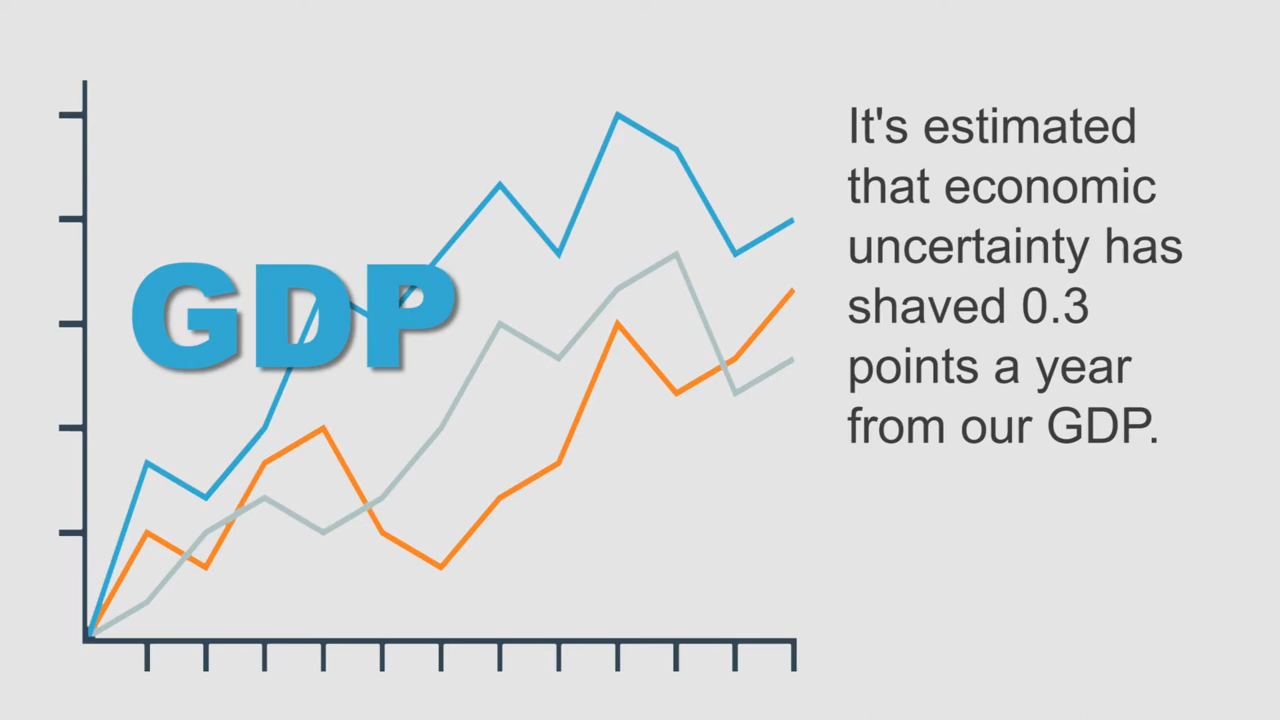 GDP
It's estimated
that economic
uncertainty has
shaved 0.3
points a year
from our GDP.